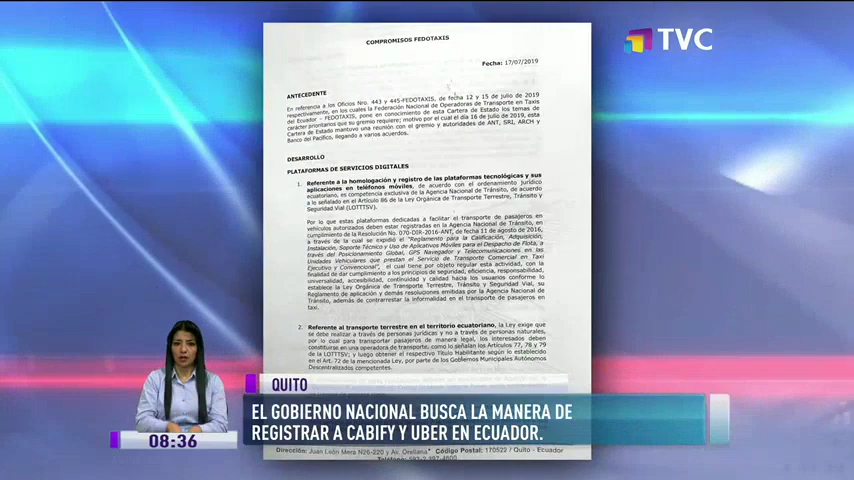 COMPROMISOS FEDOTAXIS
Fecha: 17/07/2019
TVC
ANTECEDENTE
En referencia a los Oficios Nro. 443 y 445-FEDOTAXIS, de fecha 12 y 15 de julio de 2019
respectivamente, en los cuales la Federación Nacional de Operadoras de Transporte en Taxis
del Ecuador - FEDOTAXIS, pone en conocimiento de esta Cartera de Estado los temas de
carácter prioritarios que su gremio requiere; motivo por el cual el día 16 de julio de 2019, esta
Cartera de Estado mantuvo una reunión con el gremio y autoridades de ANT, SRI, ARCH y
Banco del Pacífico, llegando a varios acuerdos.
DESARROLLO
PLATAFORMAS DE SERVICIOS DIGITALES
1. Referente a la homologación y registro de las plataformas tecnológicas y sus
aplicaciones en teléfonos móviles, de acuerdo con el ordenamiento jurídico
ecuatoriano, es competencia exclusiva de la Agencia Nacional de Tránsito, de acuerdo
a lo señalado en el Artículo 86 de la Ley Orgánica de Transporte Terrestre, Tránsito y
Seguridad Vial (LOTTTSV).
Por lo que estas plataformas dedicadas a facilitar el transporte de pasajeros en
vehículos autorizados deben estar registradas en la Agencia Nacional de Tránsito, en
cumplimiento de la Resolución No. 070-DIR-2016-ANT, de fecha 11 de agosto de 2016,
a través de la cual se expidió el "Reglamento para la Calificación, Adquisición,
Instalación, Soporte Técnico y Uso de Aplicaciones Móviles para el Despacho de Flota, a
través del Posicionamiento Global, GPS Navegador y Telecomunicaciones en las
Unidades Vehiculares que prestan el Servicio de Transporte Comercial en Taxi
Ejecutivo y Convencional", el cual tiene por objeto regular esta actividad, con la
finalidad de dar cumplimiento a los principios de seguridad, eficiencia, responsabilidad,
universalidad, accesibilidad, continuidad y calidad hacia los usuarios conforme lo
establece la Ley Orgánica de Transporte Terrestre, Tránsito y Seguridad Vial, su
Reglamento de aplicación y demás resoluciones emitidas por la Agencia Nacional de
Tránsito, además de contrarrestar la informalidad en el transporte de pasajeros en
taxi.
2. Referente al transporte terrestre en el territorio ecuatoriano, la Ley exige que
se debe realizar a través de personas jurídicas y no a través de personas naturales,
por lo cual para transportar pasajeros de manera legal, los interesados deben
constituirse en una operadora de transporte, como lo señalan los Artículos 77, 78 y 79
de la LOTTTSV; y luego obtener el respectivo Título Habilitante según lo establecido
en el Art. 72 de la mencionada Ley, por parte de los Gobiernos Municipales Autónomos
Descentralizados competentes.
QUITO
EL GOBIERNO NACIONAL BUSCA LA MANERA DE
REGISTRAR A CABIFY Y UBER EN ECUADOR.
08:36
Dirección: Juan León Mera N26-220 y Av. Orellana Código Postal: 170522 / Quito - Ecuador